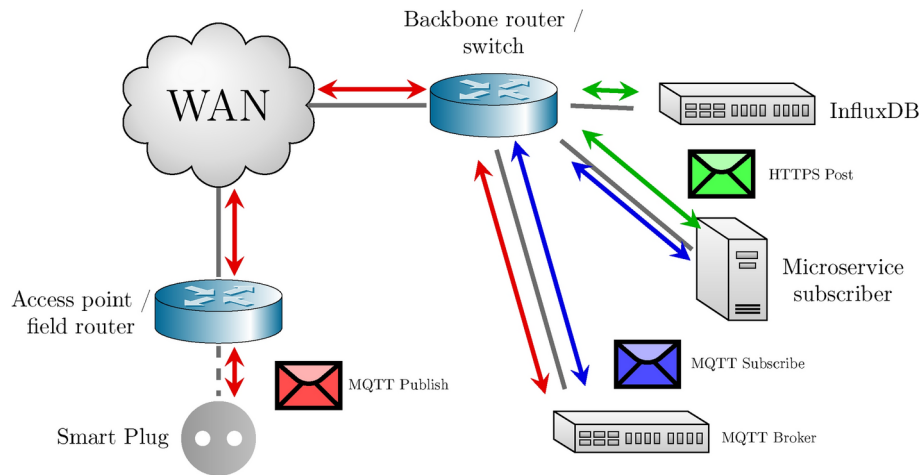 Backbone router /
switch
WAN
InfluxDB
HTTPS Post
Access point /
field router
Microservice
subscriber
MQTT Publish
MQTT Subscribe
Smart Plug
MQTT Broker